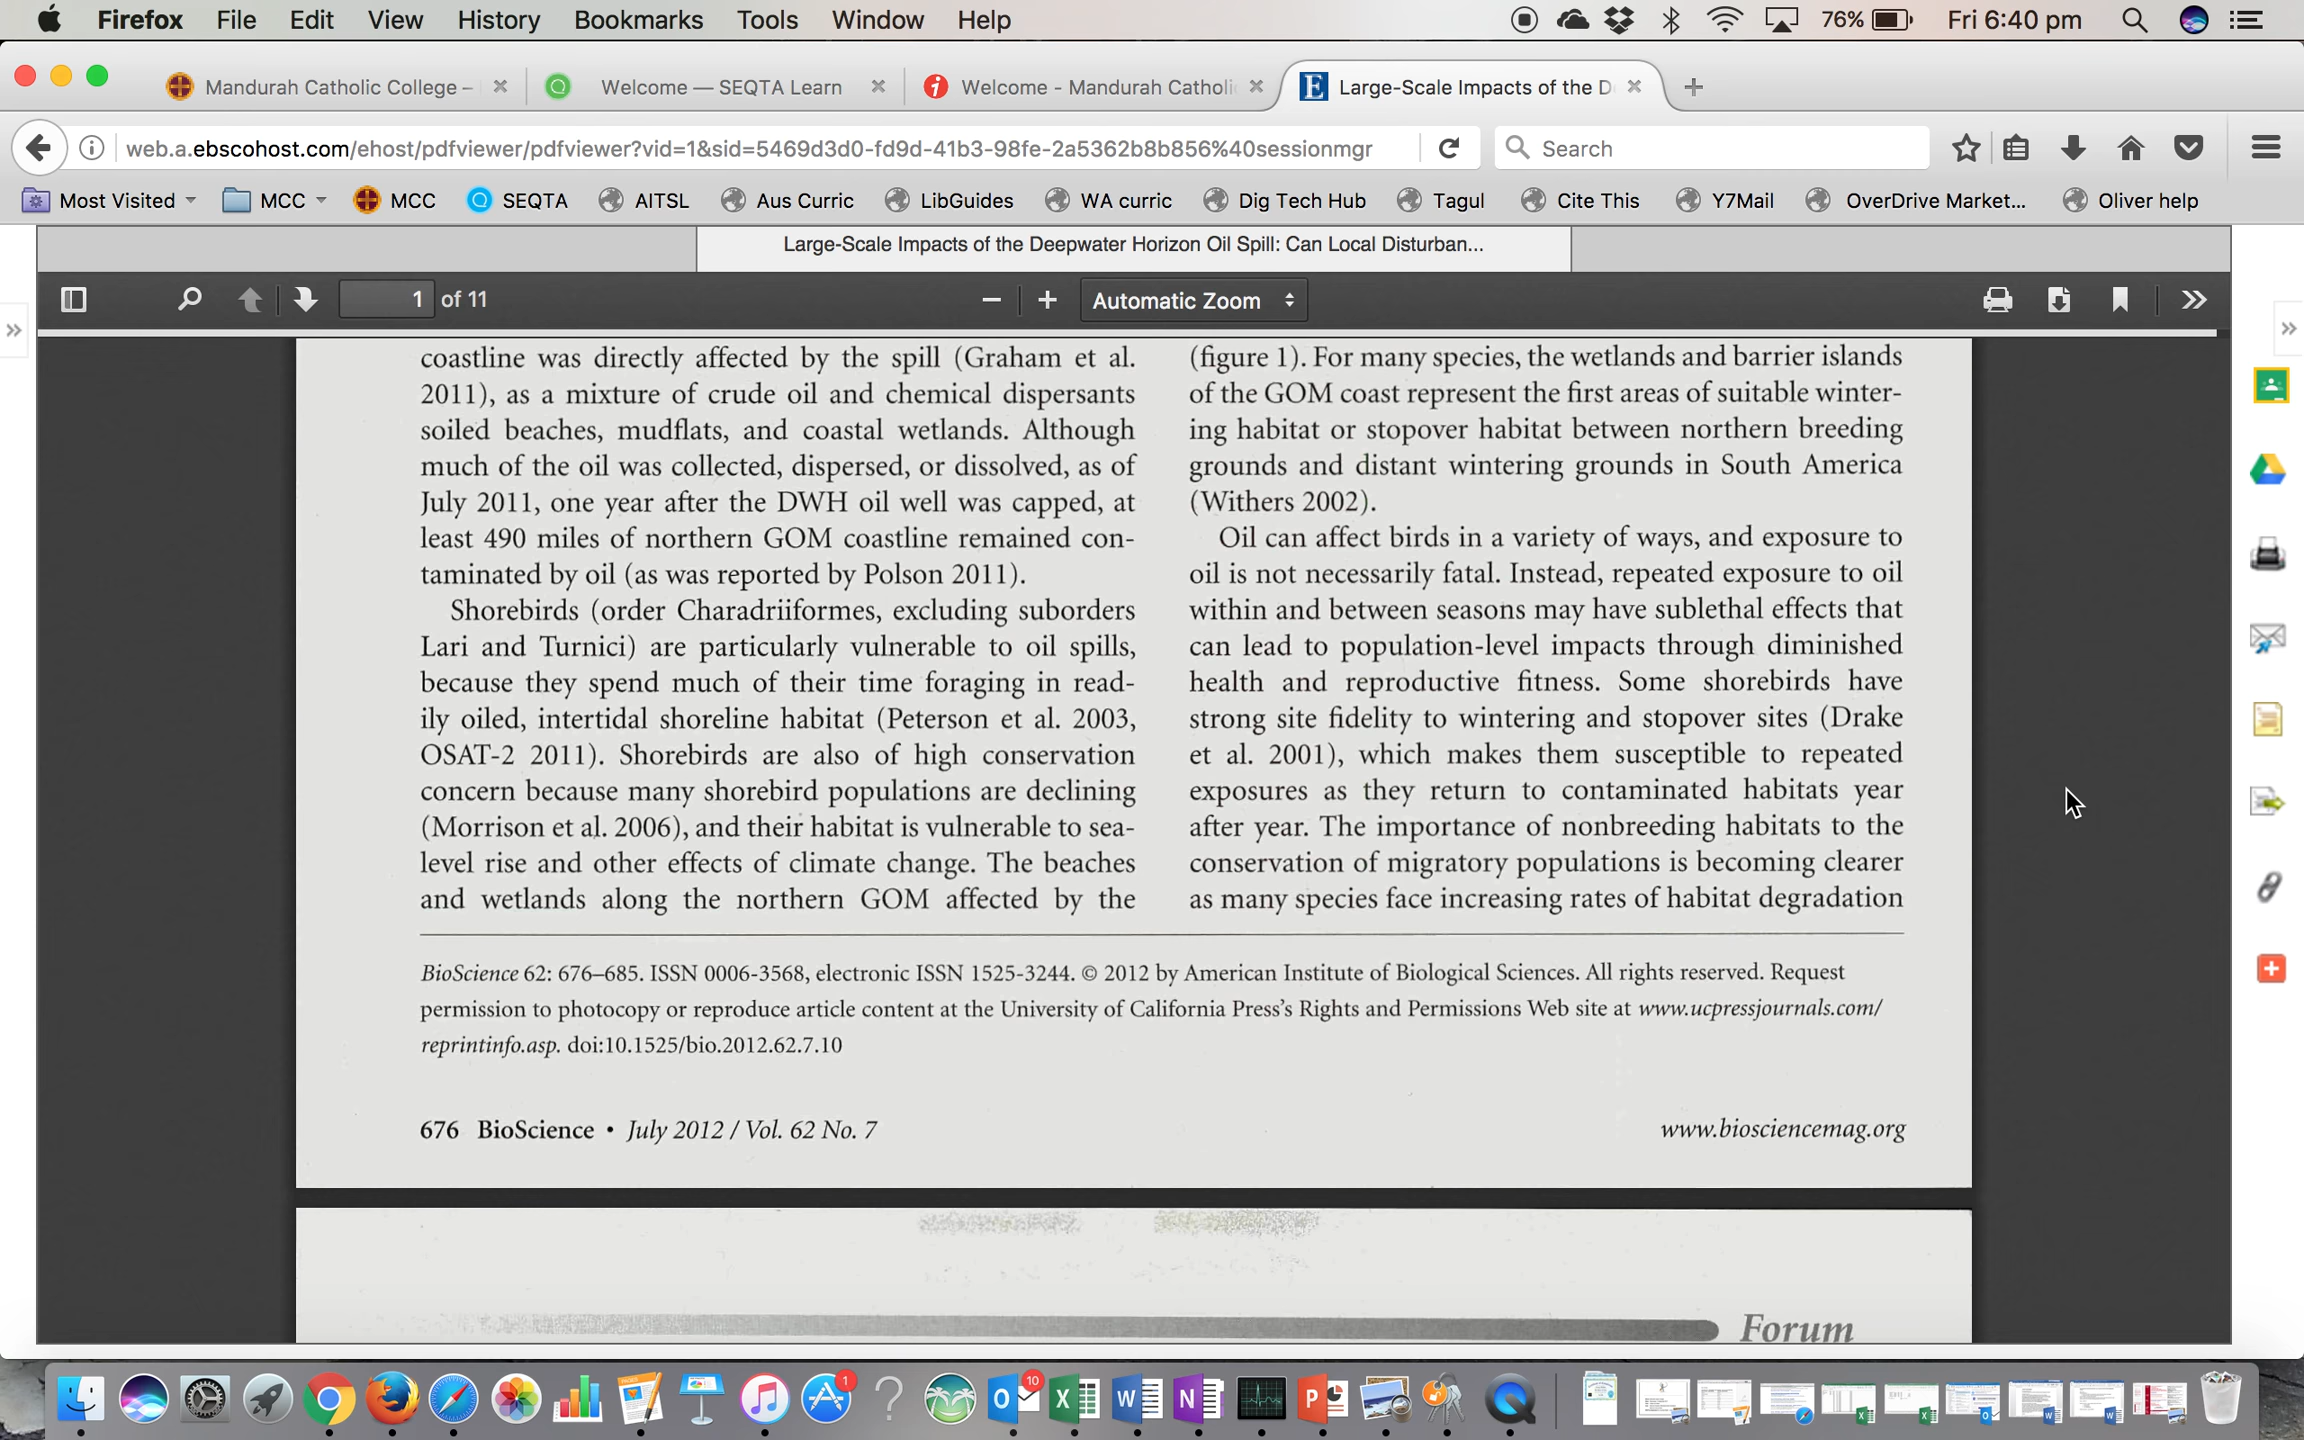 Firefox File Edit View History Bookmarks Tools Window Help 76% Fri 6:40 pm
Mandurah Catholic College – Welcome — SEQTA Learn Welcome - Mandurah Catholi Large-Scale Impacts of the D
web.a.ebscohost.com/ehost/pdfviewer/pdfviewer?vid=1&sid=5469d3d0-fd9d-41b3-98fe-2a5362b8b856%40sessionmgr Search
Most Visited MCC MCC SEQTA AITSL Aus Curric LibGuides WA curric Dig Tech Hub Tagul Cite This Y7Mail OverDrive Market... Oliver help
Large-Scale Impacts of the Deepwater Horizon Oil Spill: Can Local Disturban...
1 of 11 Automatic Zoom
coastline was directly affected by the spill (Graham et al.
2011), as a mixture of crude oil and chemical dispersants
soiled beaches, mudflats, and coastal wetlands. Although
much of the oil was collected, dispersed, or dissolved, as of
July 2011, one year after the DWH oil well was capped, at
least 490 miles of northern GOM coastline remained con-
taminated by oil (as was reported by Polson 2011).
Shorebirds (order Charadriiformes, excluding suborders
Lari and Turnici) are particularly vulnerable to oil spills,
because they spend much of their time foraging in read-
ily oiled, intertidal shoreline habitat (Peterson et al. 2003,
OSAT-2 2011). Shorebirds are also of high conservation
concern because many shorebird populations are declining
(Morrison et al. 2006), and their habitat is vulnerable to sea-
level rise and other effects of climate change. The beaches
and wetlands along the northern GOM affected by the
(figure 1). For many species, the wetlands and barrier islands
of the GOM coast represent the first areas of suitable winter-
ing habitat or stopover habitat between northern breeding
grounds and distant wintering grounds in South America
(Withers 2002).
Oil can affect birds in a variety of ways, and exposure to
oil is not necessarily fatal. Instead, repeated exposure to oil
within and between seasons may have sublethal effects that
can lead to population-level impacts through diminished
health and reproductive fitness. Some shorebirds have
strong site fidelity to wintering and stopover sites (Drake
et al. 2001), which makes them susceptible to repeated
exposures as they return to contaminated habitats year
after year. The importance of nonbreeding habitats to the
conservation of migratory populations is becoming clearer
as many species face increasing rates of habitat degradation
BioScience 62: 676–685. ISSN 0006-3568, electronic ISSN 1525-3244. © 2012 by American Institute of Biological Sciences. All rights reserved. Request
permission to photocopy or reproduce article content at the University of California Press's Rights and Permissions Web site at www.ucpressjournals.com/
reprintinfo.asp. doi:10.1525/bio.2012.62.7.10
676 BioScience • July 2012 / Vol. 62 No. 7 www.biosciencemag.org
Forum
1 10